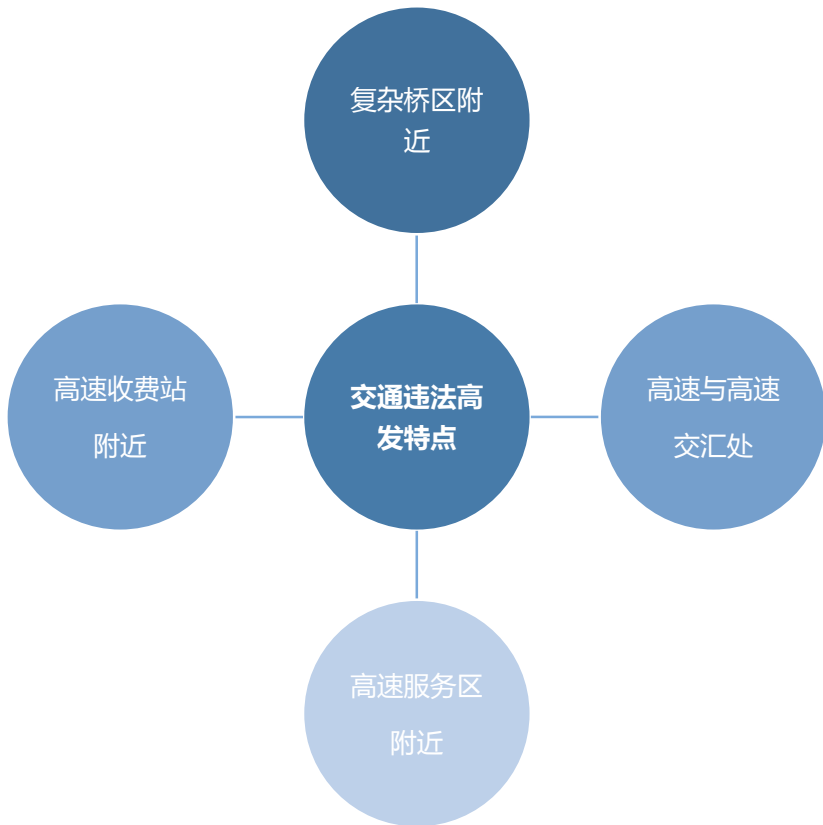 复杂桥区附
近
高速收费站
附近
交通违法高
发特点
高速与高速
交汇处
高速服务区
附近